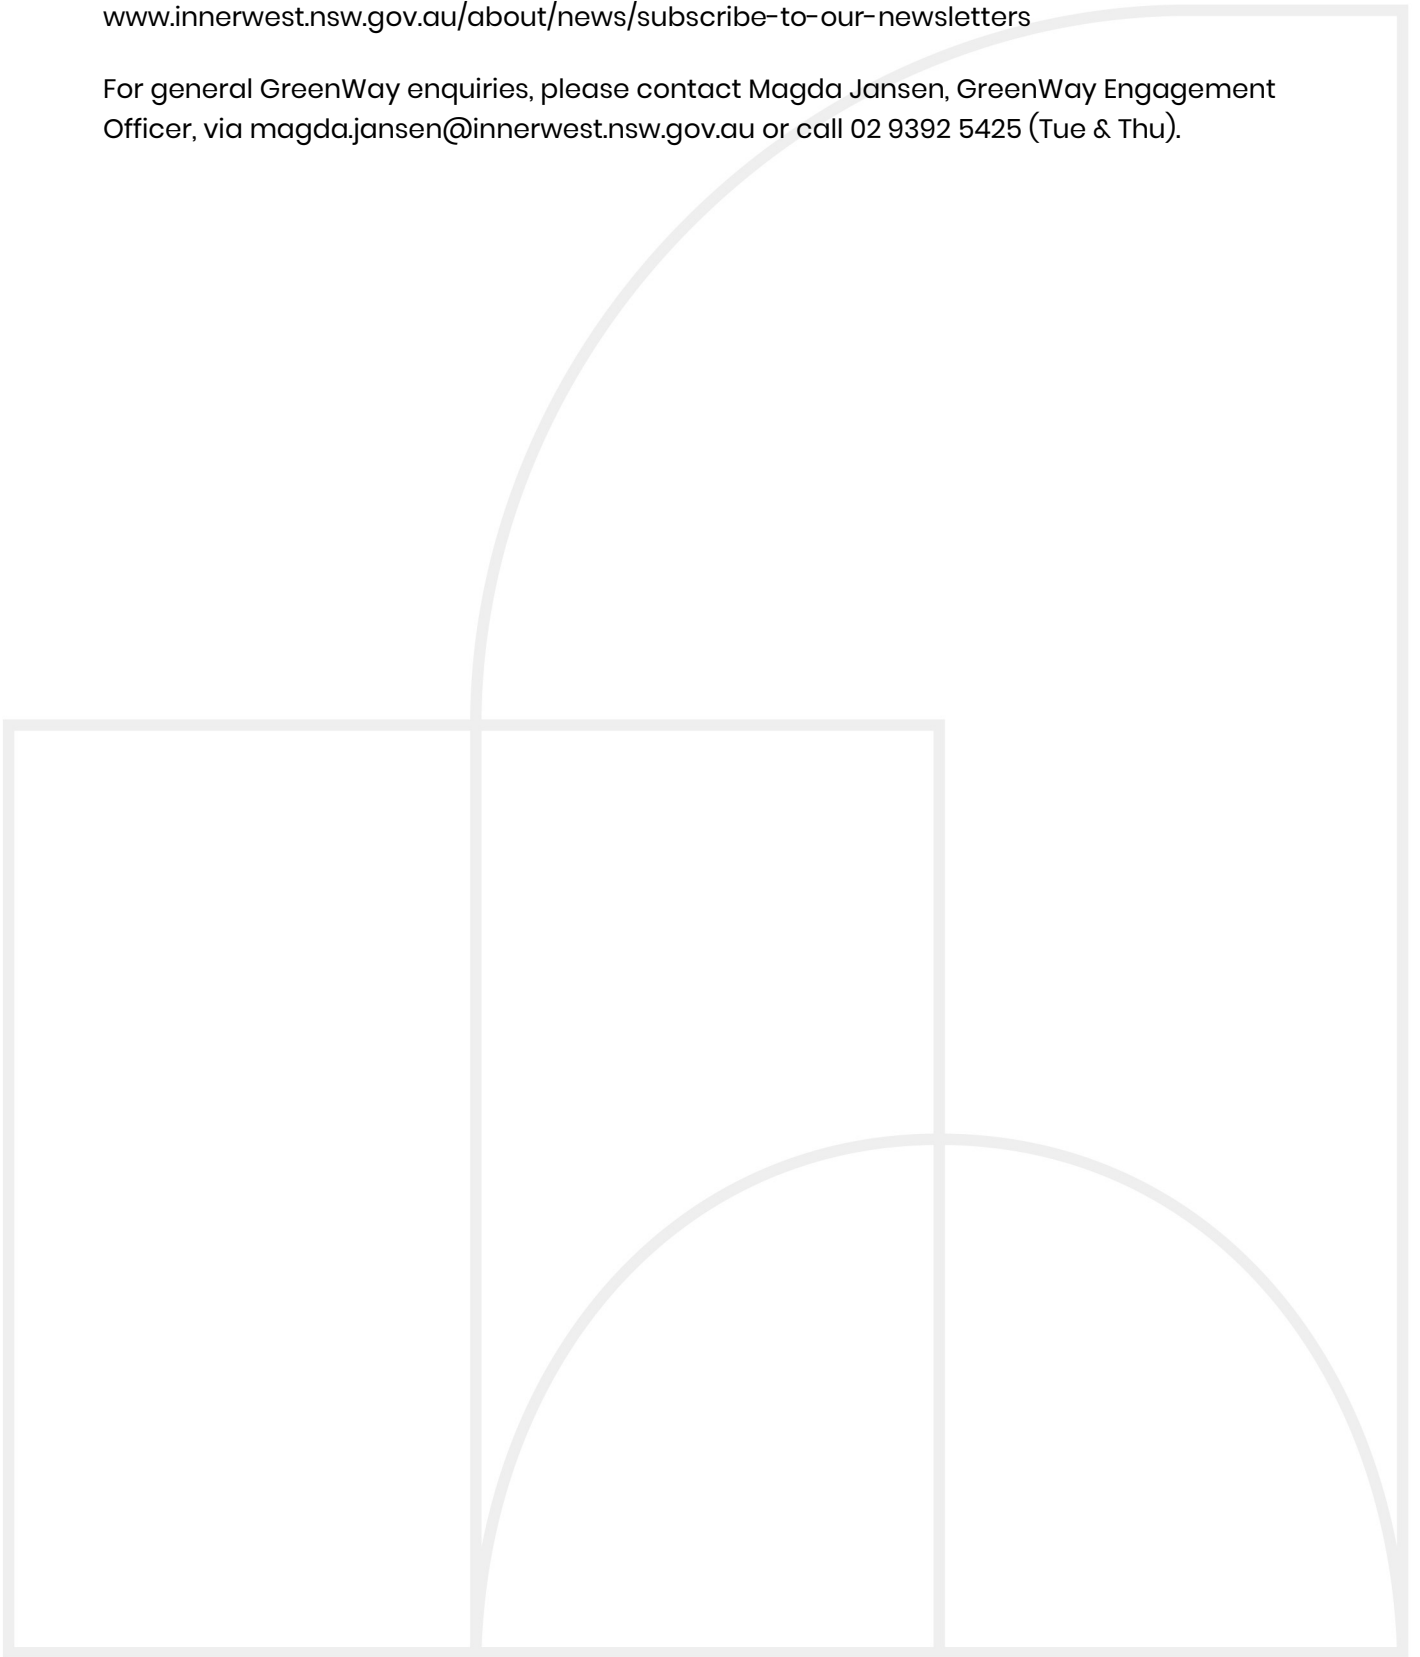 www.innerwest.nsw.gov.au/about/news/subscribe-to-our-newsletters
For general GreenWay enquiries, please contact Magda Jansen, GreenWay Engagement
Officer, via magda.jansen@innerwest.nsw.gov.au or call 02 9392 5425 (Tue & Thu).